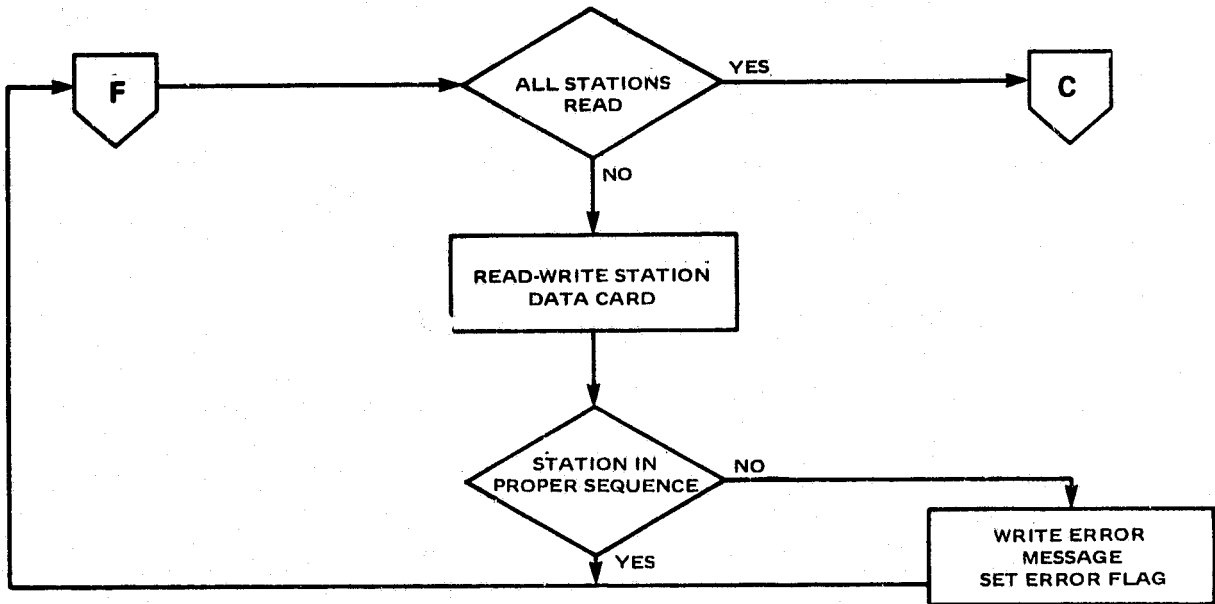 F
ALL STATIONS
READ
YES
C
NO
READ-WRITE STATION
DATA CARD
STATION IN
PROPER SEQUENCE
NO
YES
WRITE ERROR
MESSAGE
SET ERROR FLAG